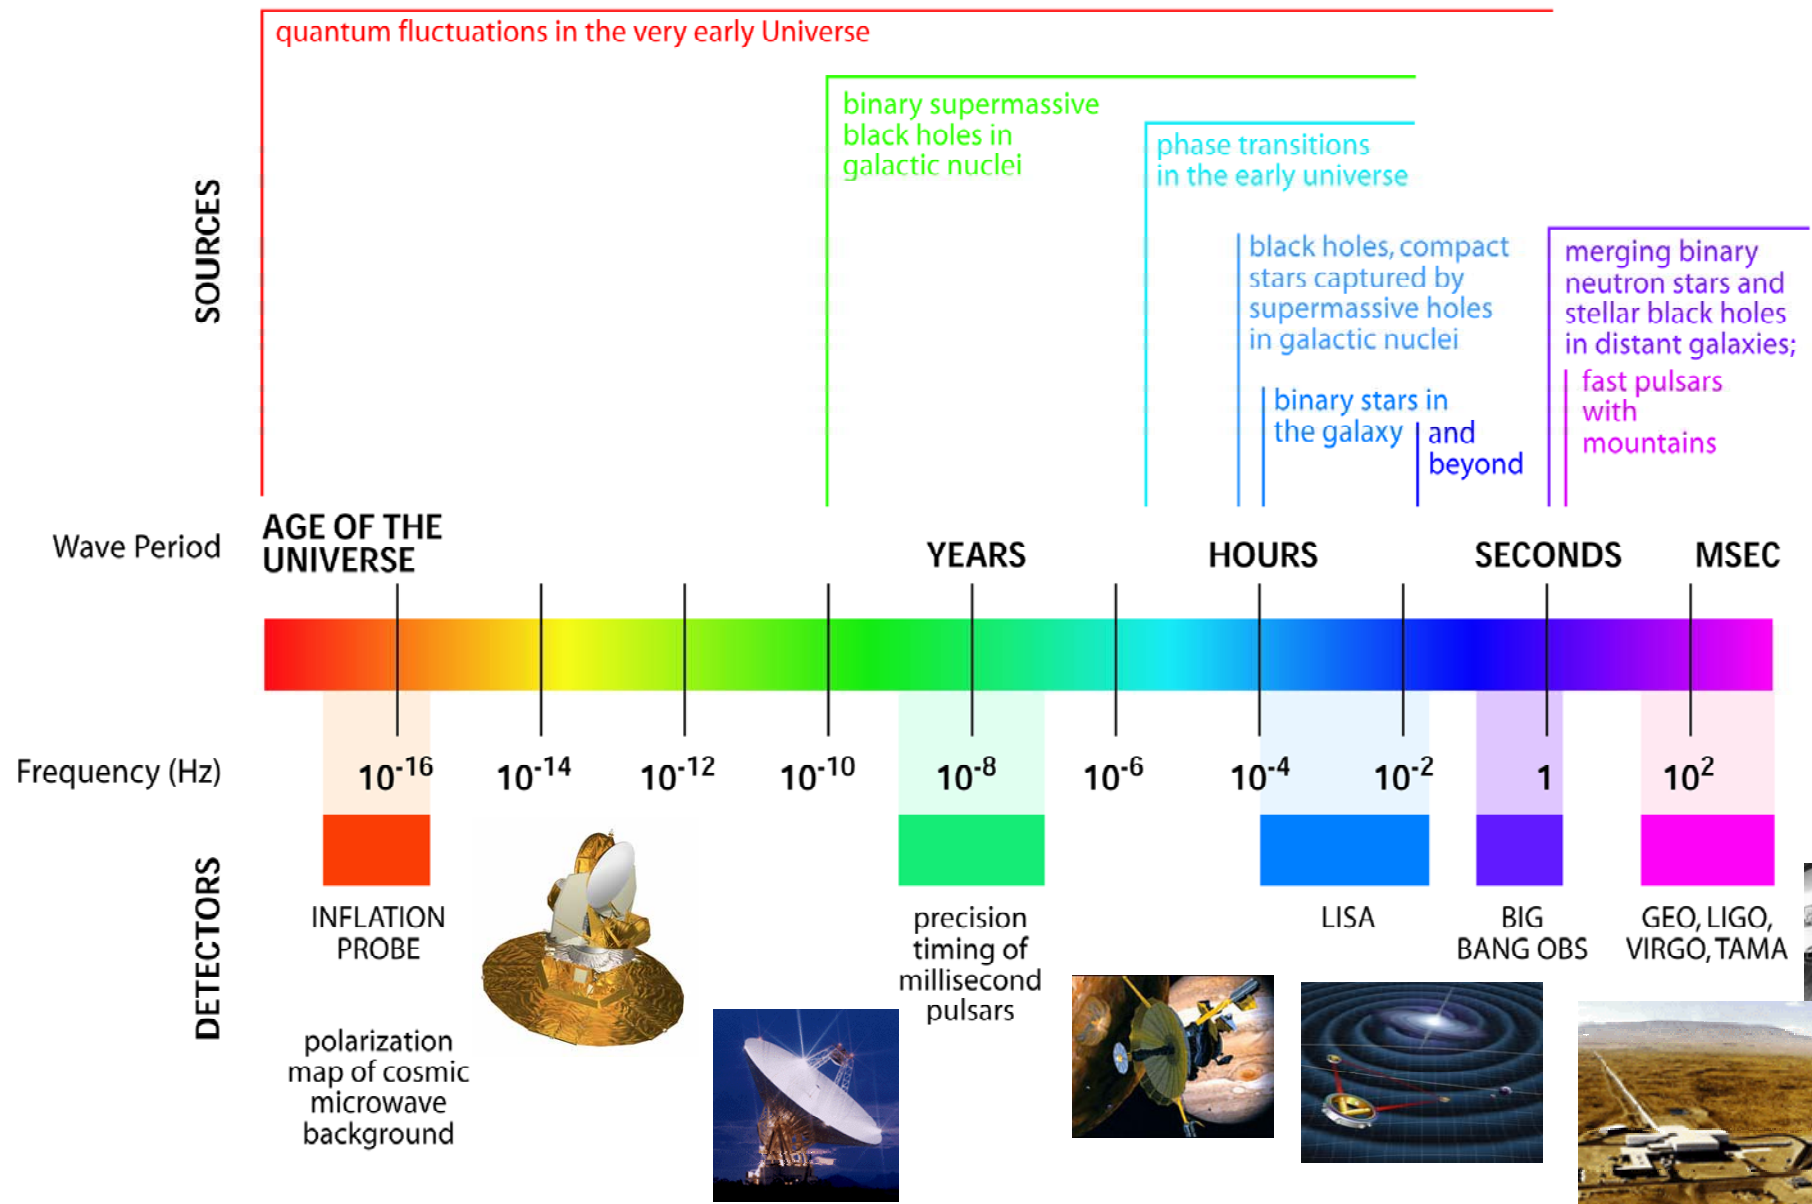 quantum fluctuations in the very early Universe
binary supermassive
black holes in
galactic nuclei
phase transitions
in the early universe
black holes, compact
stars captured by
supermassive holes
in galactic nuclei
binary stars in
the galaxy
and
beyond
merging binary
neutron stars and
stellar black holes
in distant galaxies;
fast pulsars
with
mountains
SOURCES
Wave Period
AGE OF THE
UNIVERSE
YEARS
HOURS
SECONDS
MSEC
Frequency (Hz)
10⁻¹⁶
10⁻¹⁴
10⁻¹²
10⁻¹⁰
10⁻⁸
10⁻⁶
10⁻⁴
10⁻²
1
10²
DETECTORS
INFLATION
PROBE
polarization
map of cosmic
microwave
background
precision
timing of
millisecond
pulsars
LISA
BIG
BANG OBS
GEO, LIGO,
VIRGO, TAMA